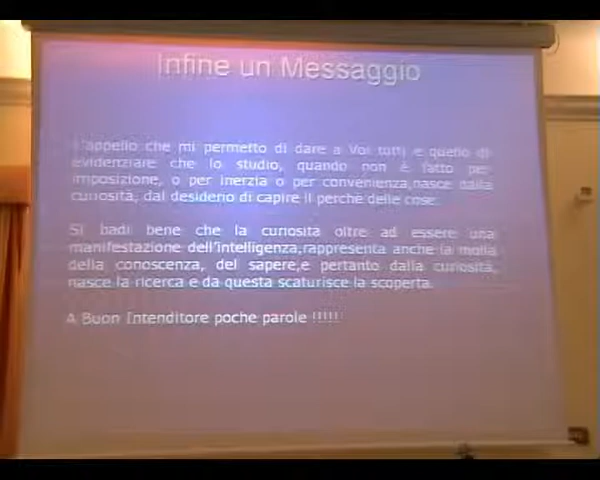 Infine un Messaggio
L'appello che mi permetto di dare a Voi tutti e quello di
evidenziare che lo studio, quando non è fatto per
imposizione, o per inerzia o per convenienza,nasce dalla
curiosità, dal desiderio di capire il perché delle cose.
Si badi bene che la curiosita oltre ad essere una
manifestazione dell'intelligenza,rappresenta anche la molla
della conoscenza, del sapere,e pertanto dalla curiosità,
nasce la ricerca e da questa scaturisce la scoperta.
A Buon Intenditore poche parole !!!!!